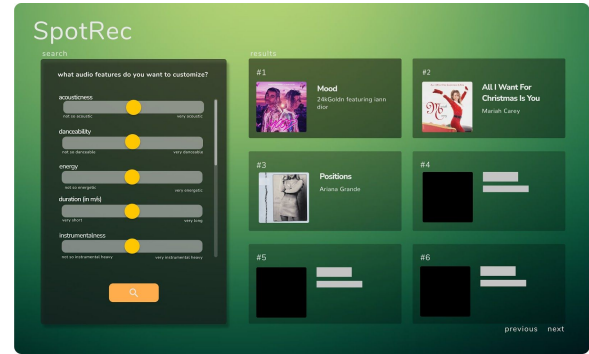 SpotRec
search
what audio features do you want to customize?
acousticness
not so acoustic very acoustic
danceability
not so danceable very danceable
energy
not so energetic very energetic
duration (in m/s)
very short very long
instrumentalness
not so instrumental heavy very instrumental heavy
results
#1
Mood
24kGoldn featuring iann
dior
#2
All I Want For
Christmas Is You
Mariah Carey
#3
Positions
Ariana Grande
#4
#5
#6
previous next